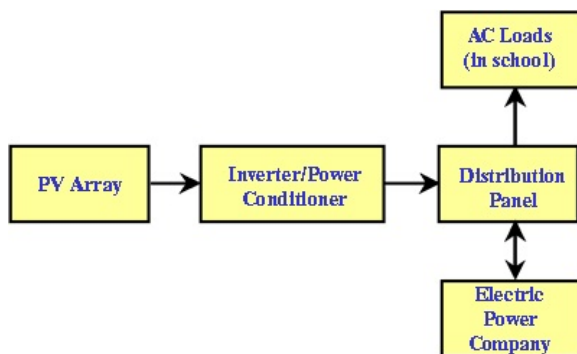 AC Loads
(in school)
PV Array
Inverter/Power
Conditioner
Distribution
Panel
Electric
Power
Company